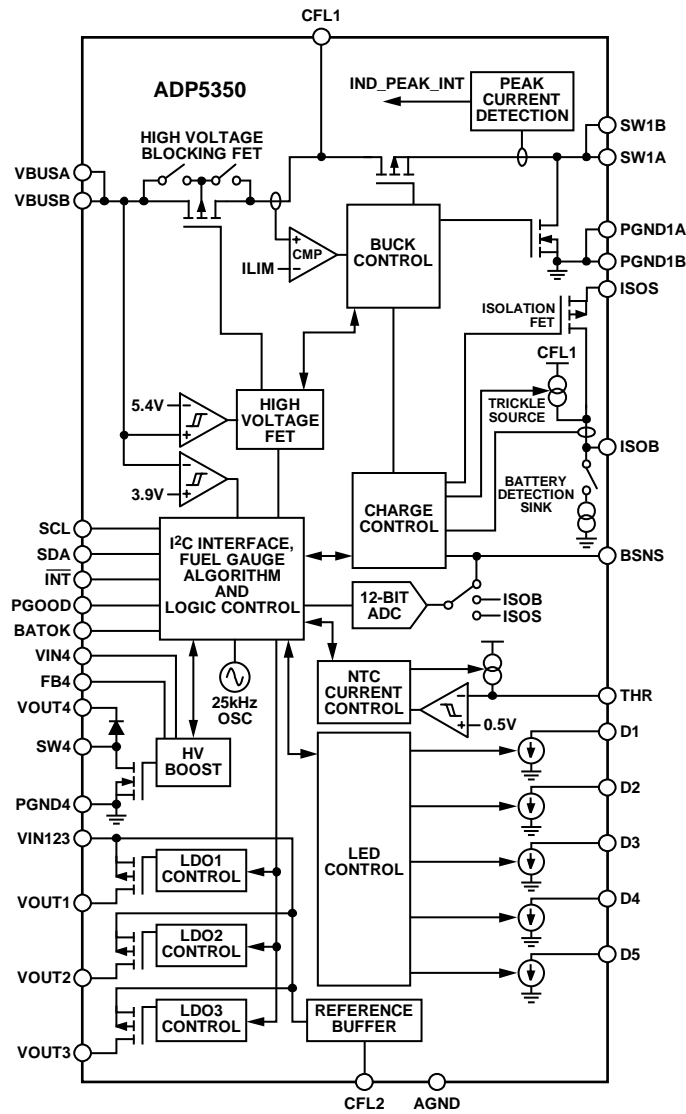 CFL1
ADP5350
IND_PEAK_INT
PEAK
CURRENT
DETECTION
SW1B
SW1A
HIGH VOLTAGE
BLOCKING FET
VBUSA
VBUSB
BUCK
CONTROL
+
CMP
ILIM
–
PGND1A
PGND1B
ISOS
ISOLATION
FET
CFL1
TRICKLE
SOURCE
5.4V
–
+
HIGH
VOLTAGE
FET
ISOB
–
3.9V
+
BATTERY
DETECTION
SINK
CHARGE
CONTROL
SCL
SDA
INT
PGOOD
BATOK
I²C INTERFACE,
FUEL GAUGE
ALGORITHM
AND
LOGIC CONTROL
BSNS
12-BIT
ADC
ISOB
ISOS
VIN4
FB4
VOUT4
SW4
PGND4
25kHz
OSC
HV
BOOST
NTC
CURRENT
CONTROL
–
+
0.5V
THR
D1
D2
D3
D4
D5
LED
CONTROL
VIN123
LDO1
CONTROL
VOUT1
LDO2
CONTROL
VOUT2
LDO3
CONTROL
VOUT3
REFERENCE
BUFFER
CFL2
AGND